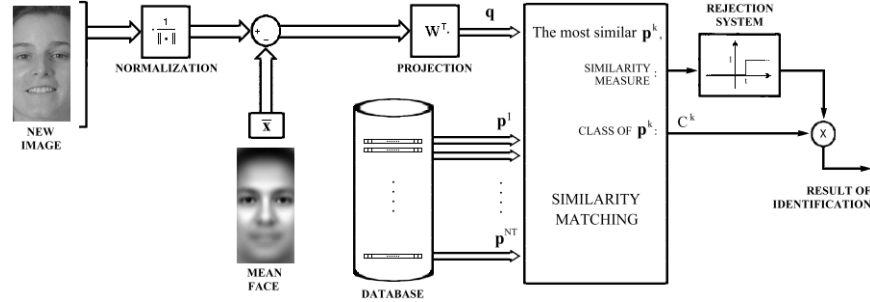 NEW
IMAGE
· 1 / ‖ • ‖
NORMALIZATION
+
−
x̄
MEAN
FACE
Wᵀ·
PROJECTION
q
p¹
p^NT
DATABASE
The most similar pᵏ.
SIMILARITY
MEASURE:
CLASS OF pᵏ:
SIMILARITY
MATCHING
REJECTION
SYSTEM
1
t
Cᵏ
X
RESULT OF
IDENTIFICATION